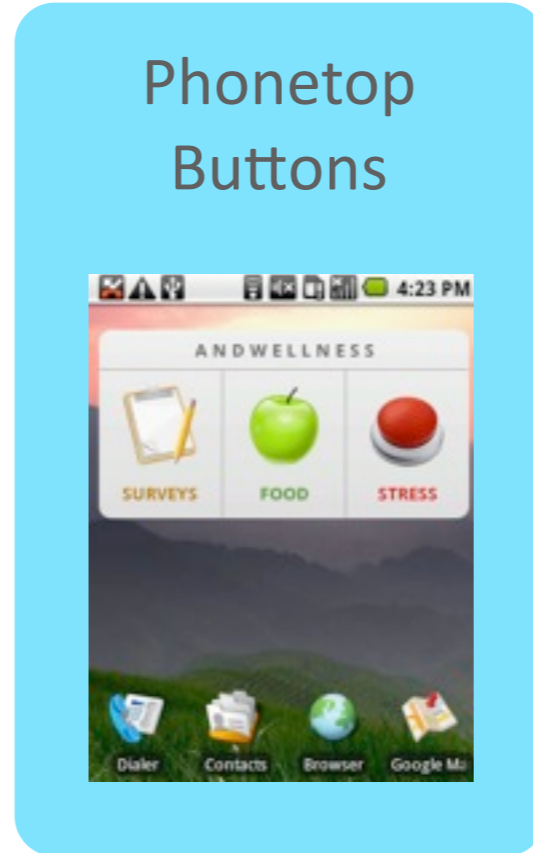 Phonetop
Buttons
4:23 PM
ANDWELLNESS
SURVEYS FOOD STRESS
Dialer Contacts Browser Google Ma